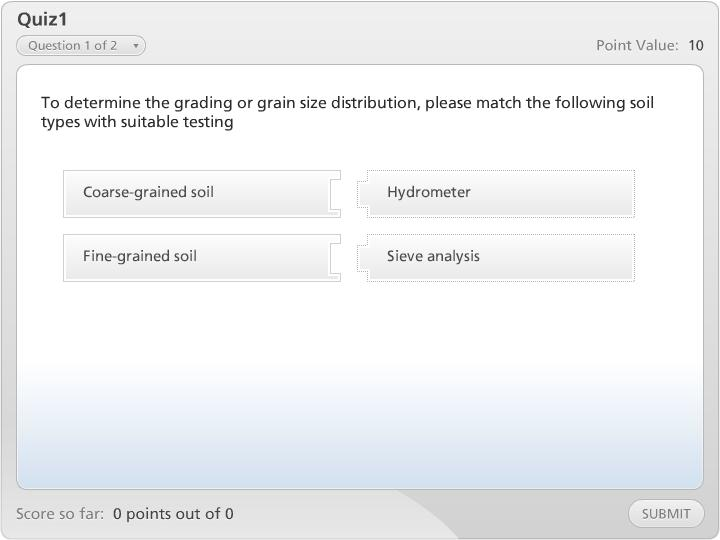 Quiz1
Question 1 of 2
Point Value: 10
To determine the grading or grain size distribution, please match the following soil
types with suitable testing
Coarse-grained soil
Hydrometer
Fine-grained soil
Sieve analysis
Score so far: 0 points out of 0
SUBMIT